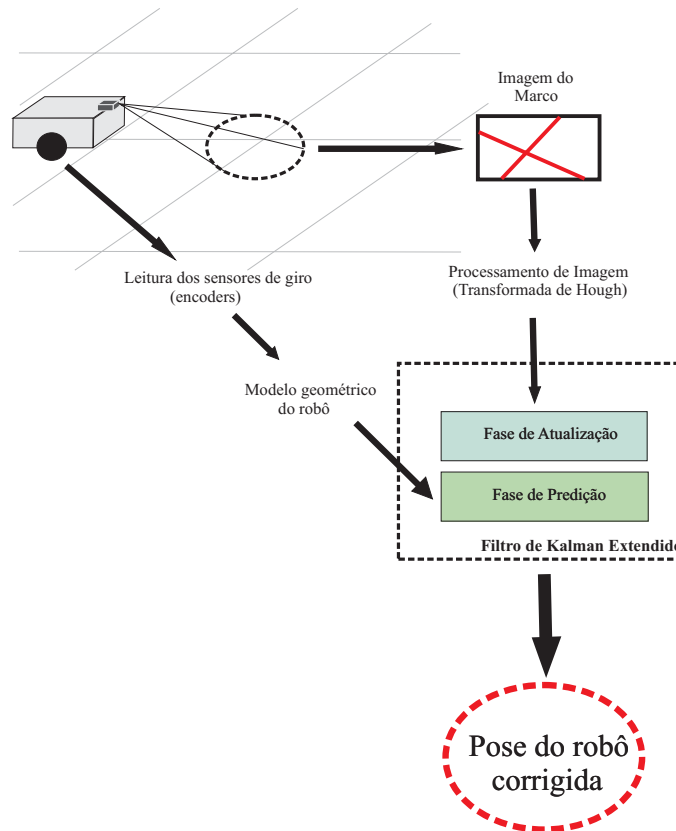 Imagem do
Marco
Leitura dos sensores de giro
(encoders)
Processamento de Imagem
(Transformada de Hough)
Modelo geométrico
do robô
Fase de Atualização
Fase de Predição
Filtro de Kalman Extendido
Pose do robô
corrigida